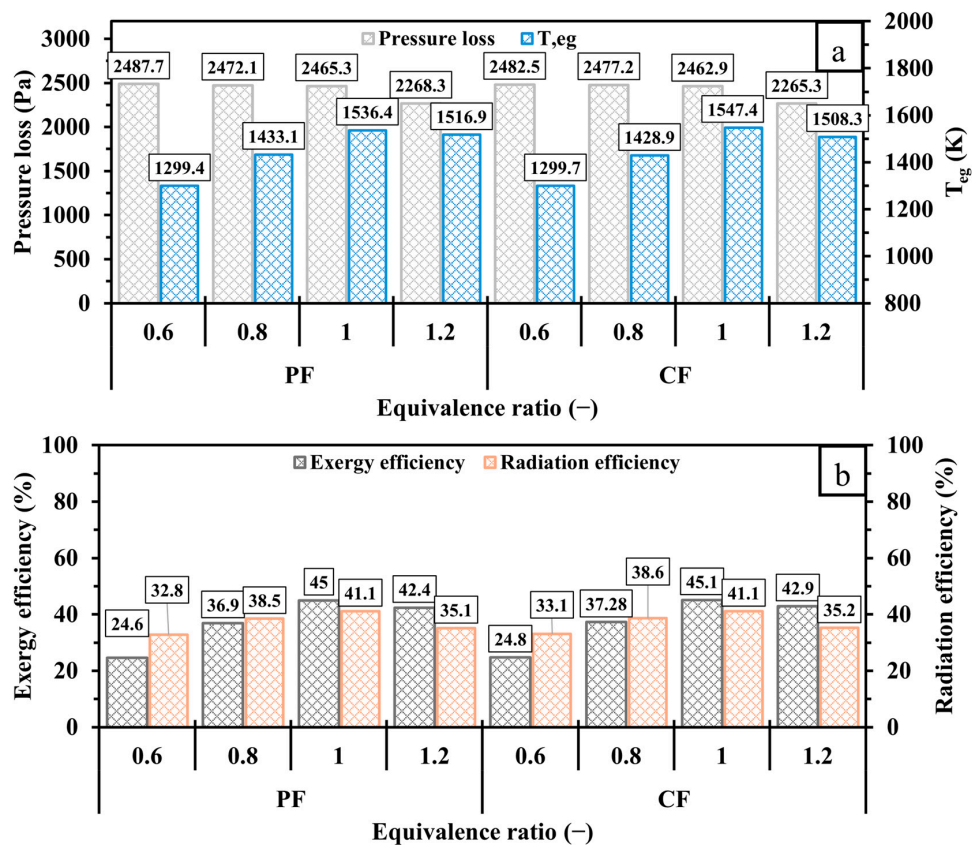 Pressure loss T,eg
a
Pressure loss (Pa)
3000
2500
2000
1500
1000
500
0
2487.7 2472.1 2465.3 2268.3 2482.5 2477.2 2462.9 2265.3
1299.4 1433.1 1536.4 1516.9 1299.7 1428.9 1547.4 1508.3
2000
1800
1600
1400
1200
1000
800
Teg (K)
0.6 0.8 1 1.2 0.6 0.8 1 1.2
PF CF
Equivalence ratio (−)
Exergy efficiency Radiation efficiency
b
Exergy efficiency (%)
100
80
60
40
20
0
24.6 32.8 36.9 38.5 45 41.1 42.4 35.1 24.8 33.1 37.28 38.6 45.1 41.1 42.9 35.2
100
80
60
40
20
0
Radiation efficiency (%)
0.6 0.8 1 1.2 0.6 0.8 1 1.2
PF CF
Equivalence ratio (−)